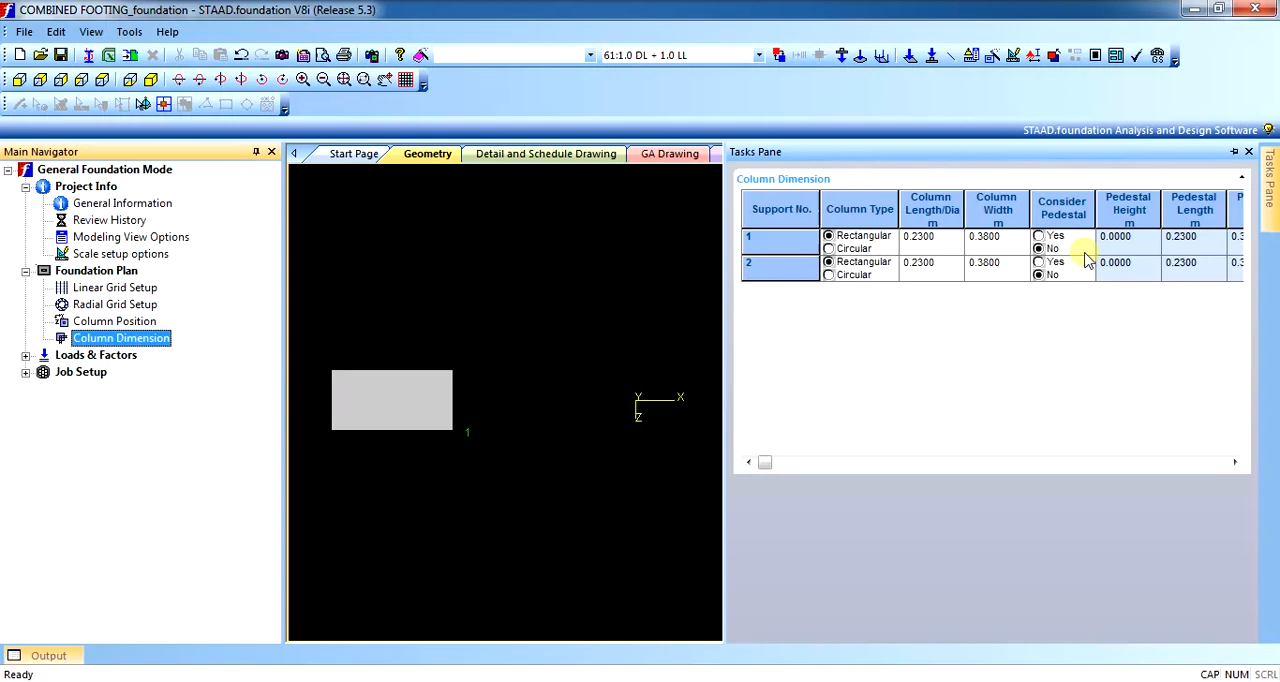 COMBINED FOOTING_foundation - STAAD.foundation V8i (Release 5.3)
File Edit View Tools Help
61:1.0 DL + 1.0 LL
STAAD.foundation Analysis and Design Software
Main Navigator
General Foundation Mode
Project Info
General Information
Review History
Modeling View Options
Scale setup options
Foundation Plan
Linear Grid Setup
Radial Grid Setup
Column Position
Column Dimension
Loads & Factors
Job Setup
Start Page Geometry Detail and Schedule Drawing GA Drawing
1
Y X
Z
Tasks Pane
Column Dimension
Support No. Column Type Column Length/Dia m Column Width m Consider Pedestal Pedestal Height m Pedestal Length m P
1 Rectangular 0.2300 0.3800 Yes 0.0000 0.2300 0.3
Circular No
2 Rectangular 0.2300 0.3800 Yes 0.0000 0.2300 0.3
Circular No
Tasks Pane
Output
Ready CAP NUM SCRL